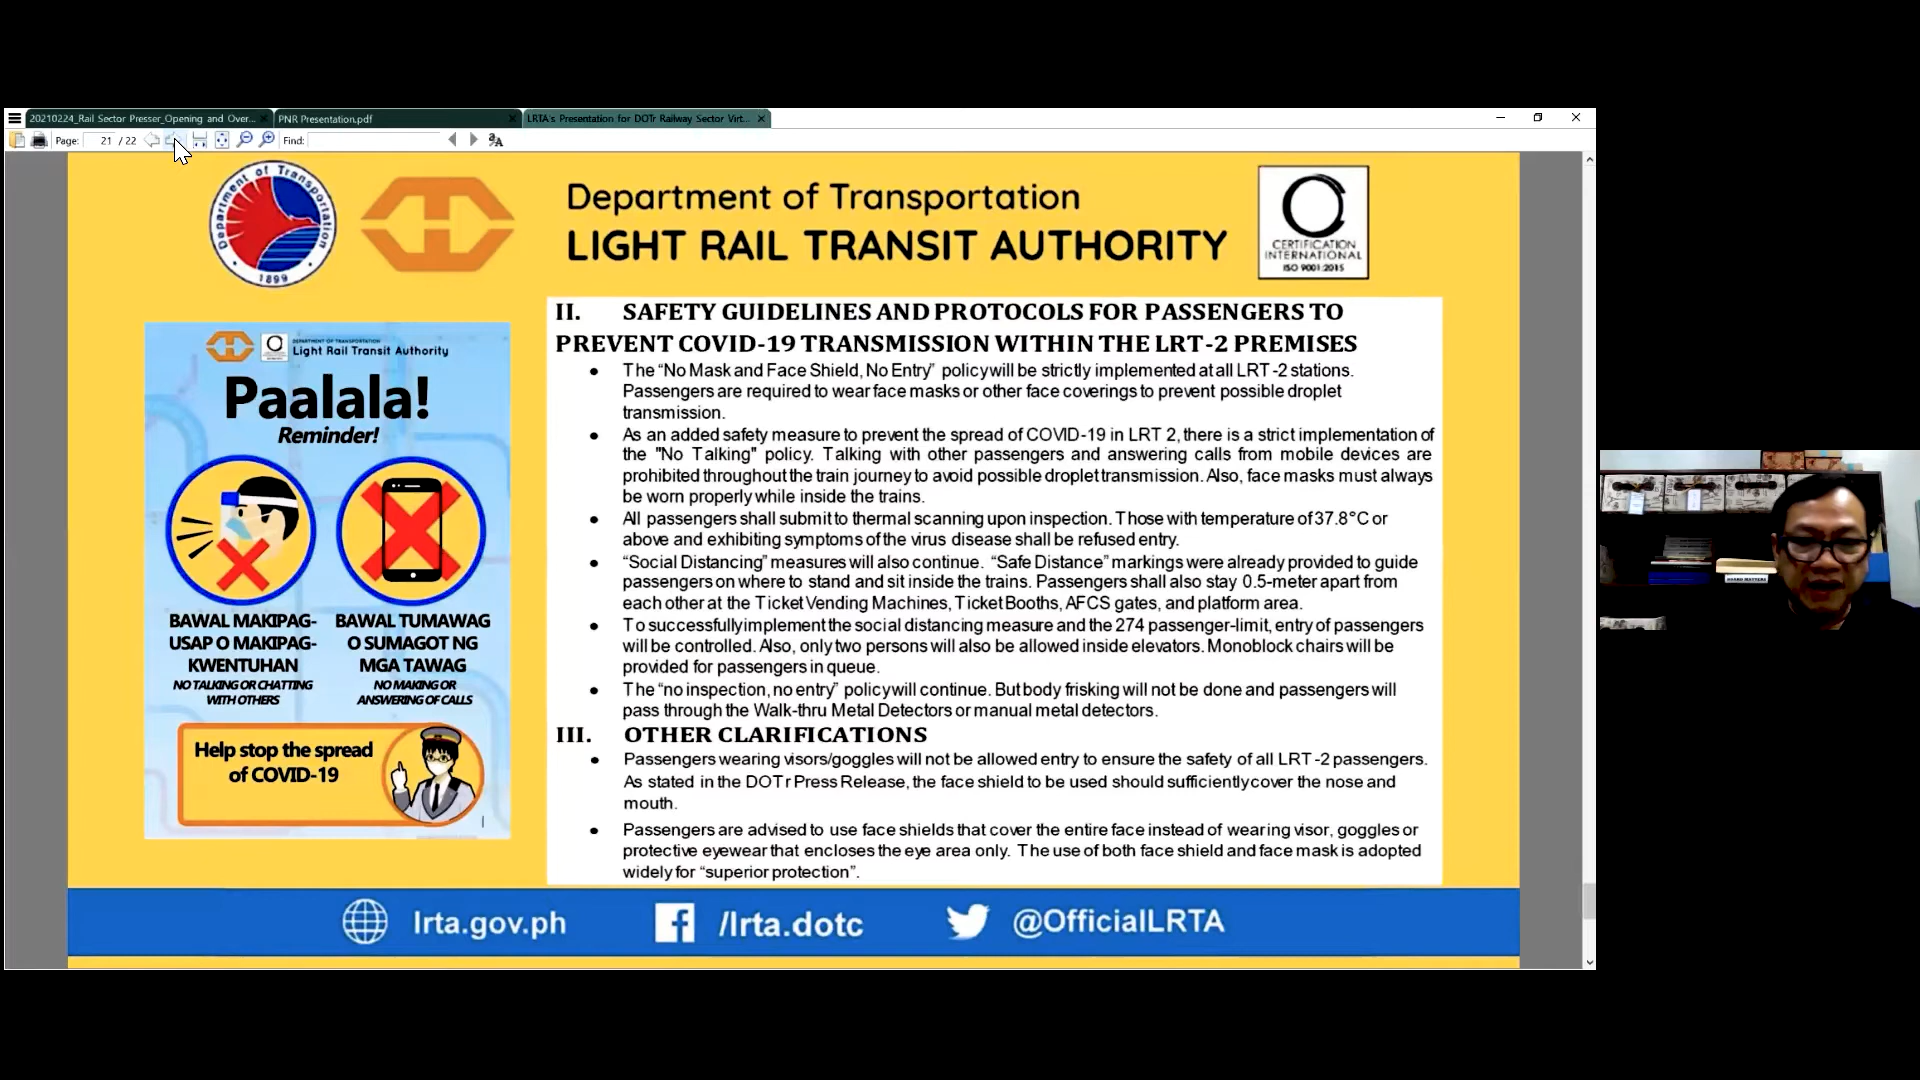 20210224_Rail Sector Presser_Opening and Over...
PNR Presentation.pdf
LRTA's Presentation for DOTr Railway Sector Virt...
Page: 21 / 22
Find:
Department of Transportation
1899
Department of Transportation
LIGHT RAIL TRANSIT AUTHORITY
CERTIFICATION
INTERNATIONAL
ISO 9001:2015
DEPARTMENT OF TRANSPORTATION
Light Rail Transit Authority
Paalala!
Reminder!
BAWAL MAKIPAG-
USAP O MAKIPAG-
KWENTUHAN
NO TALKING OR CHATTING
WITH OTHERS
BAWAL TUMAWAG
O SUMAGOT NG
MGA TAWAG
NO MAKING OR
ANSWERING OF CALLS
Help stop the spread
of COVID-19
II. SAFETY GUIDELINES AND PROTOCOLS FOR PASSENGERS TO
PREVENT COVID-19 TRANSMISSION WITHIN THE LRT-2 PREMISES
• The “No Mask and Face Shield, No Entry” policy will be strictly implemented at all LRT-2 stations.
Passengers are required to wear face masks or other face coverings to prevent possible droplet
transmission.
• As an added safety measure to prevent the spread of COVID-19 in LRT 2, there is a strict implementation of
the "No Talking" policy. Talking with other passengers and answering calls from mobile devices are
prohibited throughout the train journey to avoid possible droplet transmission. Also, face masks must always
be worn properly while inside the trains.
• All passengers shall submit to thermal scanning upon inspection. Those with temperature of 37.8°C or
above and exhibiting symptoms of the virus disease shall be refused entry.
• “Social Distancing” measures will also continue. “Safe Distance” markings were already provided to guide
passengers on where to stand and sit inside the trains. Passengers shall also stay 0.5-meter apart from
each other at the Ticket Vending Machines, Ticket Booths, AFCS gates, and platform area.
• To successfully implement the social distancing measure and the 274 passenger-limit, entry of passengers
will be controlled. Also, only two persons will also be allowed inside elevators. Monoblock chairs will be
provided for passengers in queue.
• The “no inspection, no entry” policy will continue. But body frisking will not be done and passengers will
pass through the Walk-thru Metal Detectors or manual metal detectors.
III. OTHER CLARIFICATIONS
• Passengers wearing visors/goggles will not be allowed entry to ensure the safety of all LRT-2 passengers.
As stated in the DOTr Press Release, the face shield to be used should sufficiently cover the nose and
mouth.
• Passengers are advised to use face shields that cover the entire face instead of wearing visor, goggles or
protective eyewear that encloses the eye area only. The use of both face shield and face mask is adopted
widely for “superior protection”.
lrta.gov.ph
/lrta.dotc
@OfficialLRTA